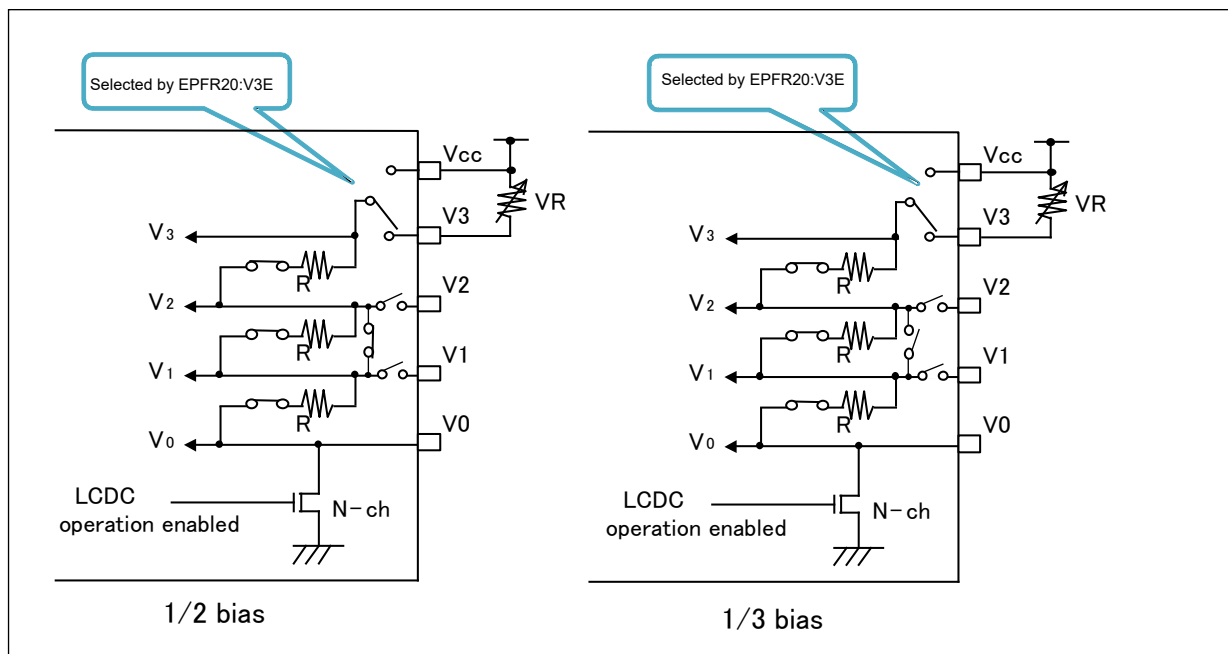 Selected by EPFR20:V3E
Vcc
VR
V3
V3
R
V2
V2
R
V1
V1
R
V0
V0
LCDC
operation enabled
N-ch
1/2 bias
Selected by EPFR20:V3E
Vcc
VR
V3
V3
R
V2
V2
R
V1
V1
R
V0
V0
LCDC
operation enabled
N-ch
1/3 bias